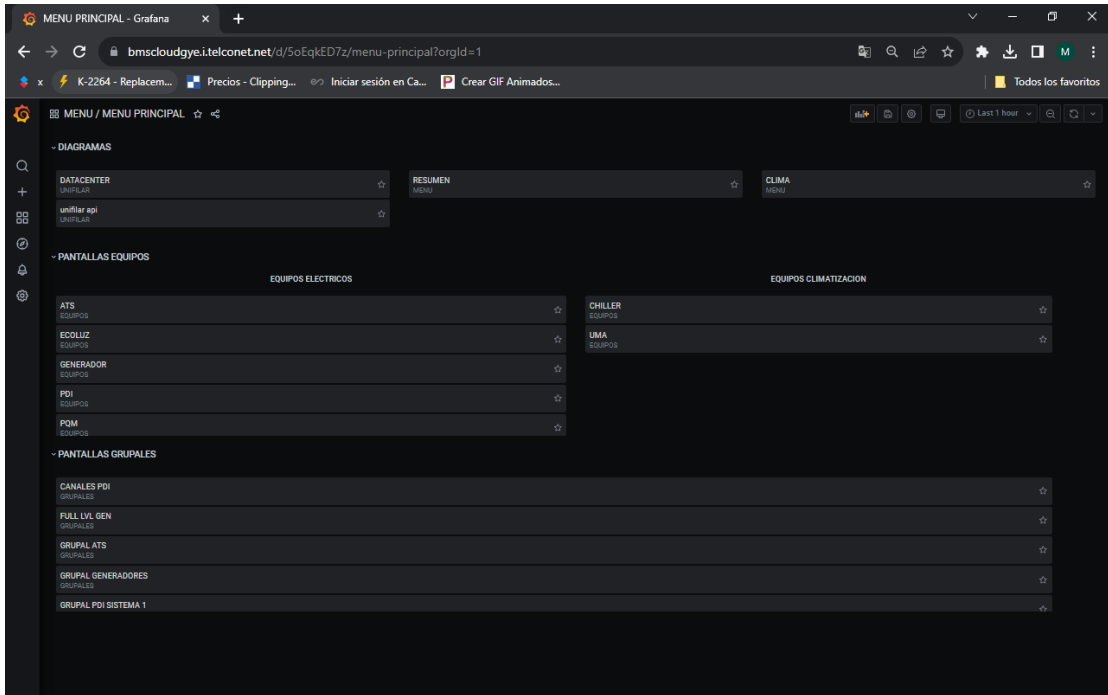 MENU PRINCIPAL - Grafana
bmscloudgye.i.telconet.net/d/5oEqkED7z/menu-principal?orgId=1
M
x K-2264 - Replacem... Precios - Clipping... Iniciar sesión en Ca... Crear GIF Animados... Todos los favoritos
MENU / MENU PRINCIPAL Last 1 hour
DIAGRAMAS
DATACENTER RESUMEN CLIMA
UNIFILAR MENU MENU
unifilar api
UNIFILAR
PANTALLAS EQUIPOS
EQUIPOS ELECTRICOS EQUIPOS CLIMATIZACION
ATS CHILLER
EQUIPOS EQUIPOS
ECOLUZ UMA
EQUIPOS EQUIPOS
GENERADOR
EQUIPOS
PDI
EQUIPOS
PQM
EQUIPOS
PANTALLAS GRUPALES
CANALES PDI
GRUPALES
FULL LVL GEN
GRUPALES
GRUPAL ATS
GRUPALES
GRUPAL GENERADORES
GRUPALES
GRUPAL PDI SISTEMA 1